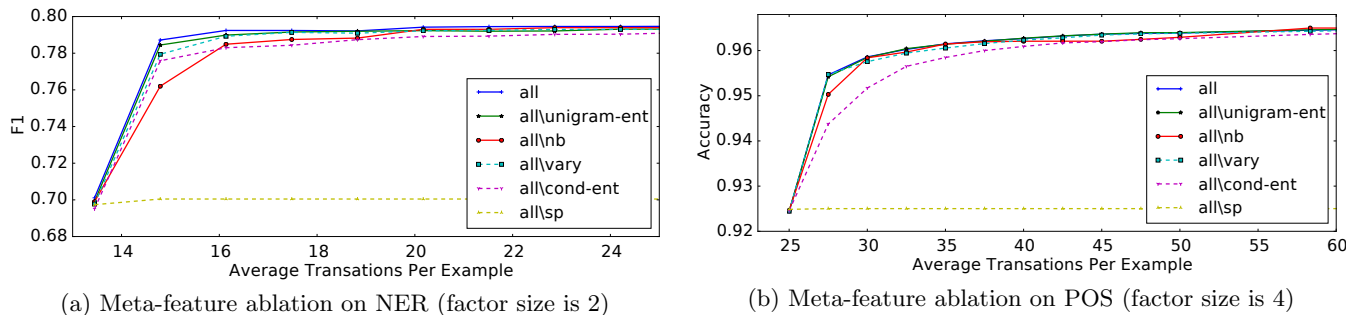 0.80
0.78
0.76
0.74
0.72
0.70
0.68
F1
14 16 18 20 22 24
Average Transations Per Example
all
all\unigram-ent
all\nb
all\vary
all\cond-ent
all\sp
(a) Meta-feature ablation on NER (factor size is 2)
0.96
0.95
0.94
0.93
0.92
Accuracy
25 30 35 40 45 50 55 60
Average Transations Per Example
all
all\unigram-ent
all\nb
all\vary
all\cond-ent
all\sp
(b) Meta-feature ablation on POS (factor size is 4)